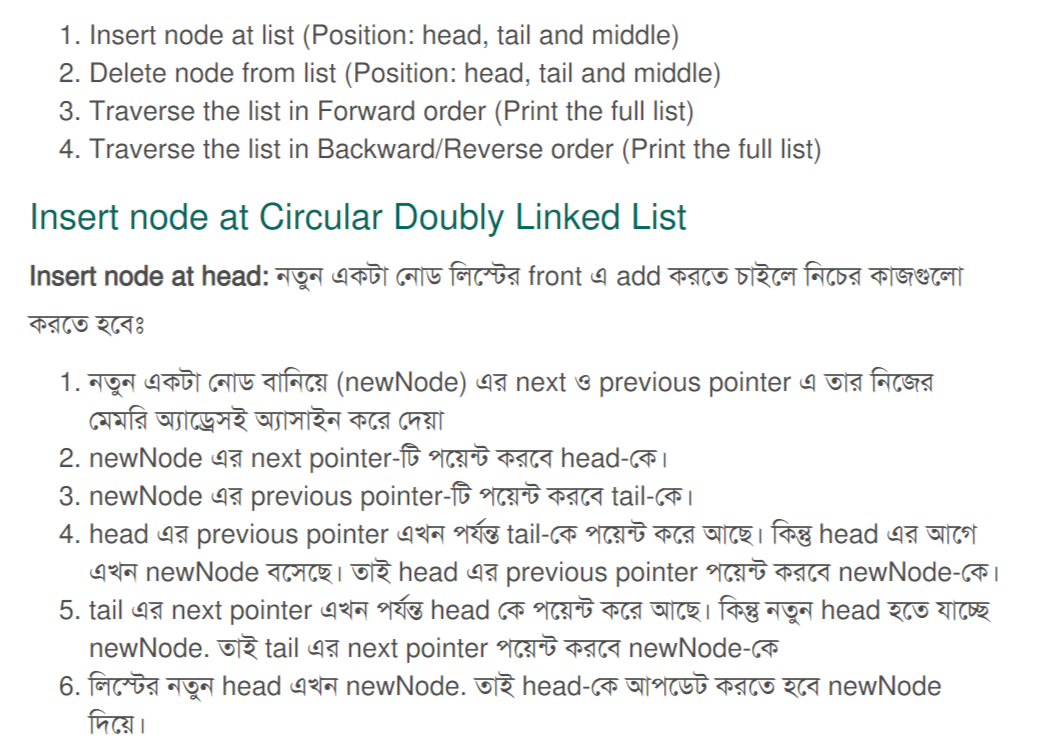 1. Insert node at list (Position: head, tail and middle)
2. Delete node from list (Position: head, tail and middle)
3. Traverse the list in Forward order (Print the full list)
4. Traverse the list in Backward/Reverse order (Print the full list)
Insert node at Circular Doubly Linked List
Insert node at head: নতুন একটা নোড লিস্টের front এ add করতে চাইলে নিচের কাজগুলো
করতে হবেঃ
1. নতুন একটা নোড বানিয়ে (newNode) এর next ও previous pointer এ তার নিজের
মেমরি অ্যাড্রেসই অ্যাসাইন করে দেয়া
2. newNode এর next pointer-টি পয়েন্ট করবে head-কে।
3. newNode এর previous pointer-টি পয়েন্ট করবে tail-কে।
4. head এর previous pointer এখন পর্যন্ত tail-কে পয়েন্ট করে আছে। কিন্তু head এর আগে
এখন newNode বসেছে। তাই head এর previous pointer পয়েন্ট করবে newNode-কে।
5. tail এর next pointer এখন পর্যন্ত head কে পয়েন্ট করে আছে। কিন্তু নতুন head হতে যাচ্ছে
newNode. তাই tail এর next pointer পয়েন্ট করবে newNode-কে
6. লিস্টের নতুন head এখন newNode. তাই head-কে আপডেট করতে হবে newNode
দিয়ে।